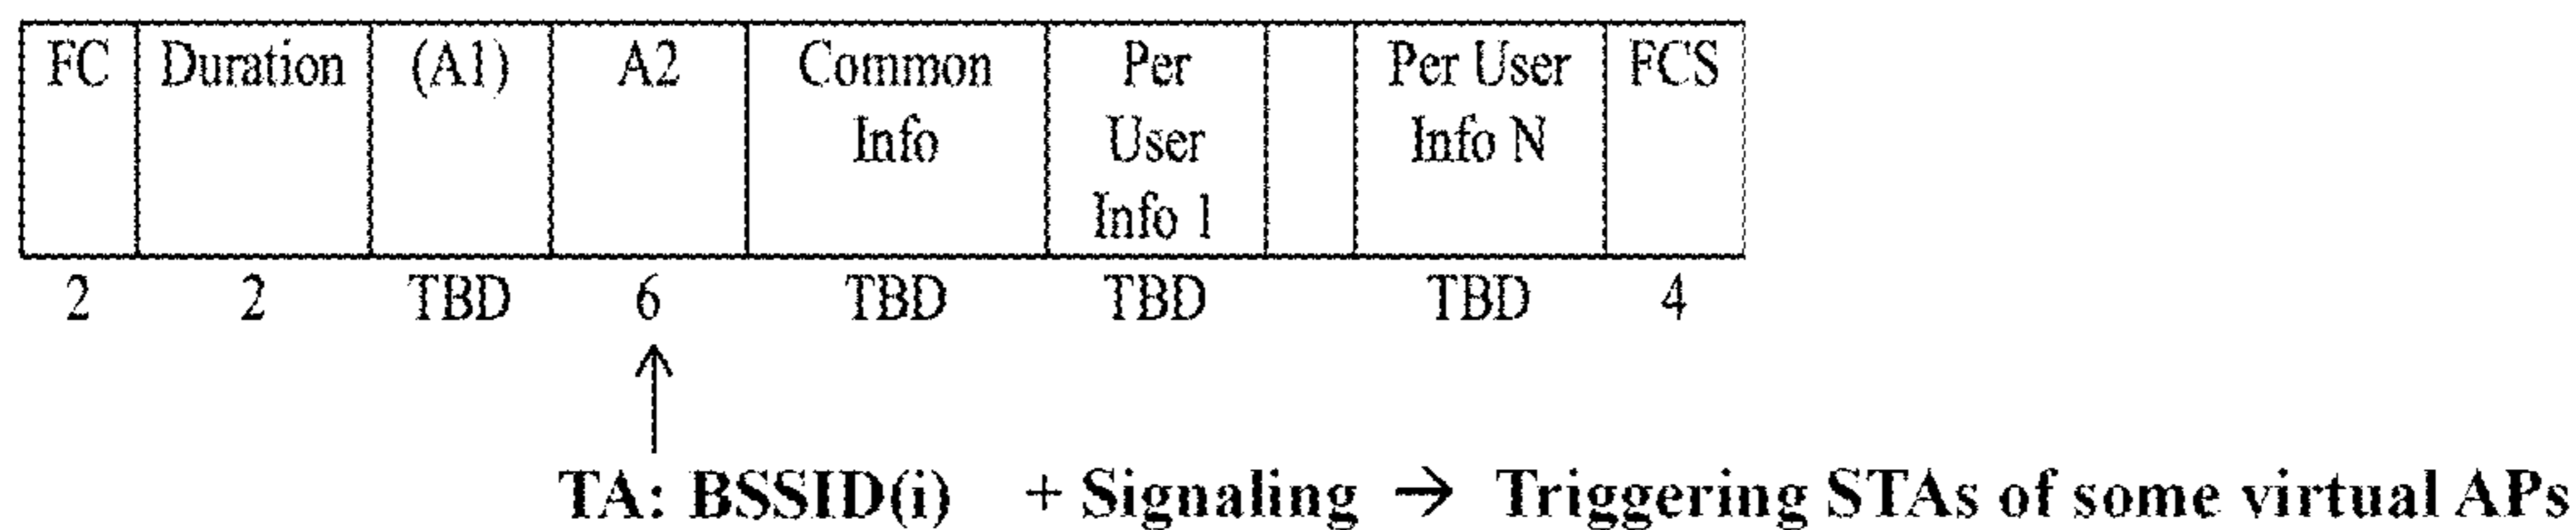 FC Duration (A1) A2 Common Info Per User Info 1 Per User Info N FCS
2 2 TBD 6 TBD TBD TBD 4
TA: BSSID(i) + Signaling → Triggering STAs of some virtual APs